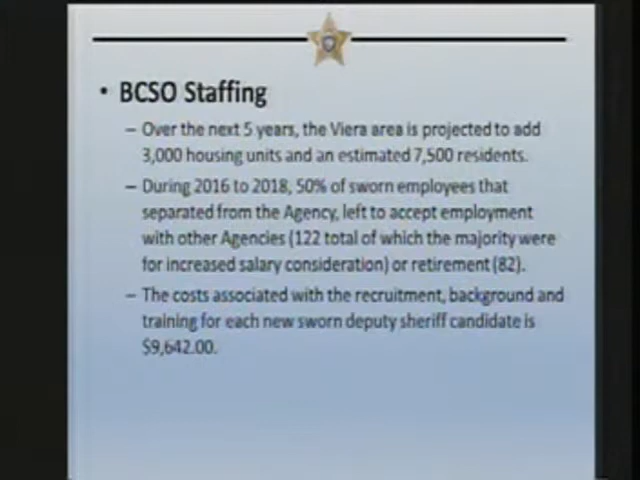 • BCSO Staffing
– Over the next 5 years, the Viera area is projected to add
3,000 housing units and an estimated 7,500 residents.
– During 2016 to 2018, 50% of sworn employees that
separated from the Agency, left to accept employment
with other Agencies (122 total of which the majority were
for increased salary consideration) or retirement (82).
– The costs associated with the recruitment, background and
training for each new sworn deputy sheriff candidate is
$9,642.00.